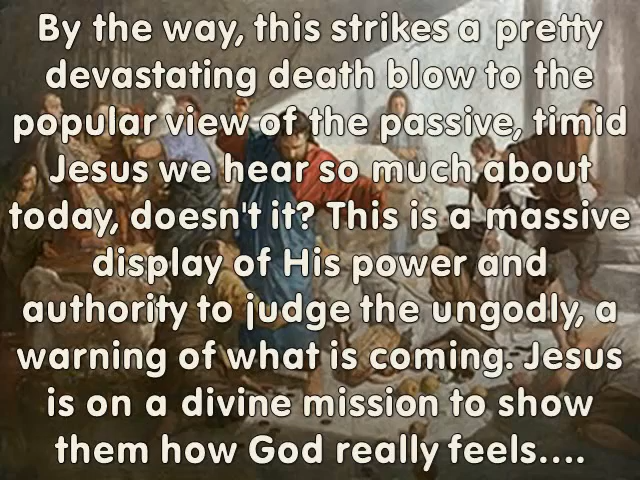 By the way, this strikes a pretty
devastating death blow to the
popular view of the passive, timid
Jesus we hear so much about
today, doesn't it? This is a massive
display of His power and
authority to judge the ungodly, a
warning of what is coming. Jesus
is on a divine mission to show
them how God really feels....